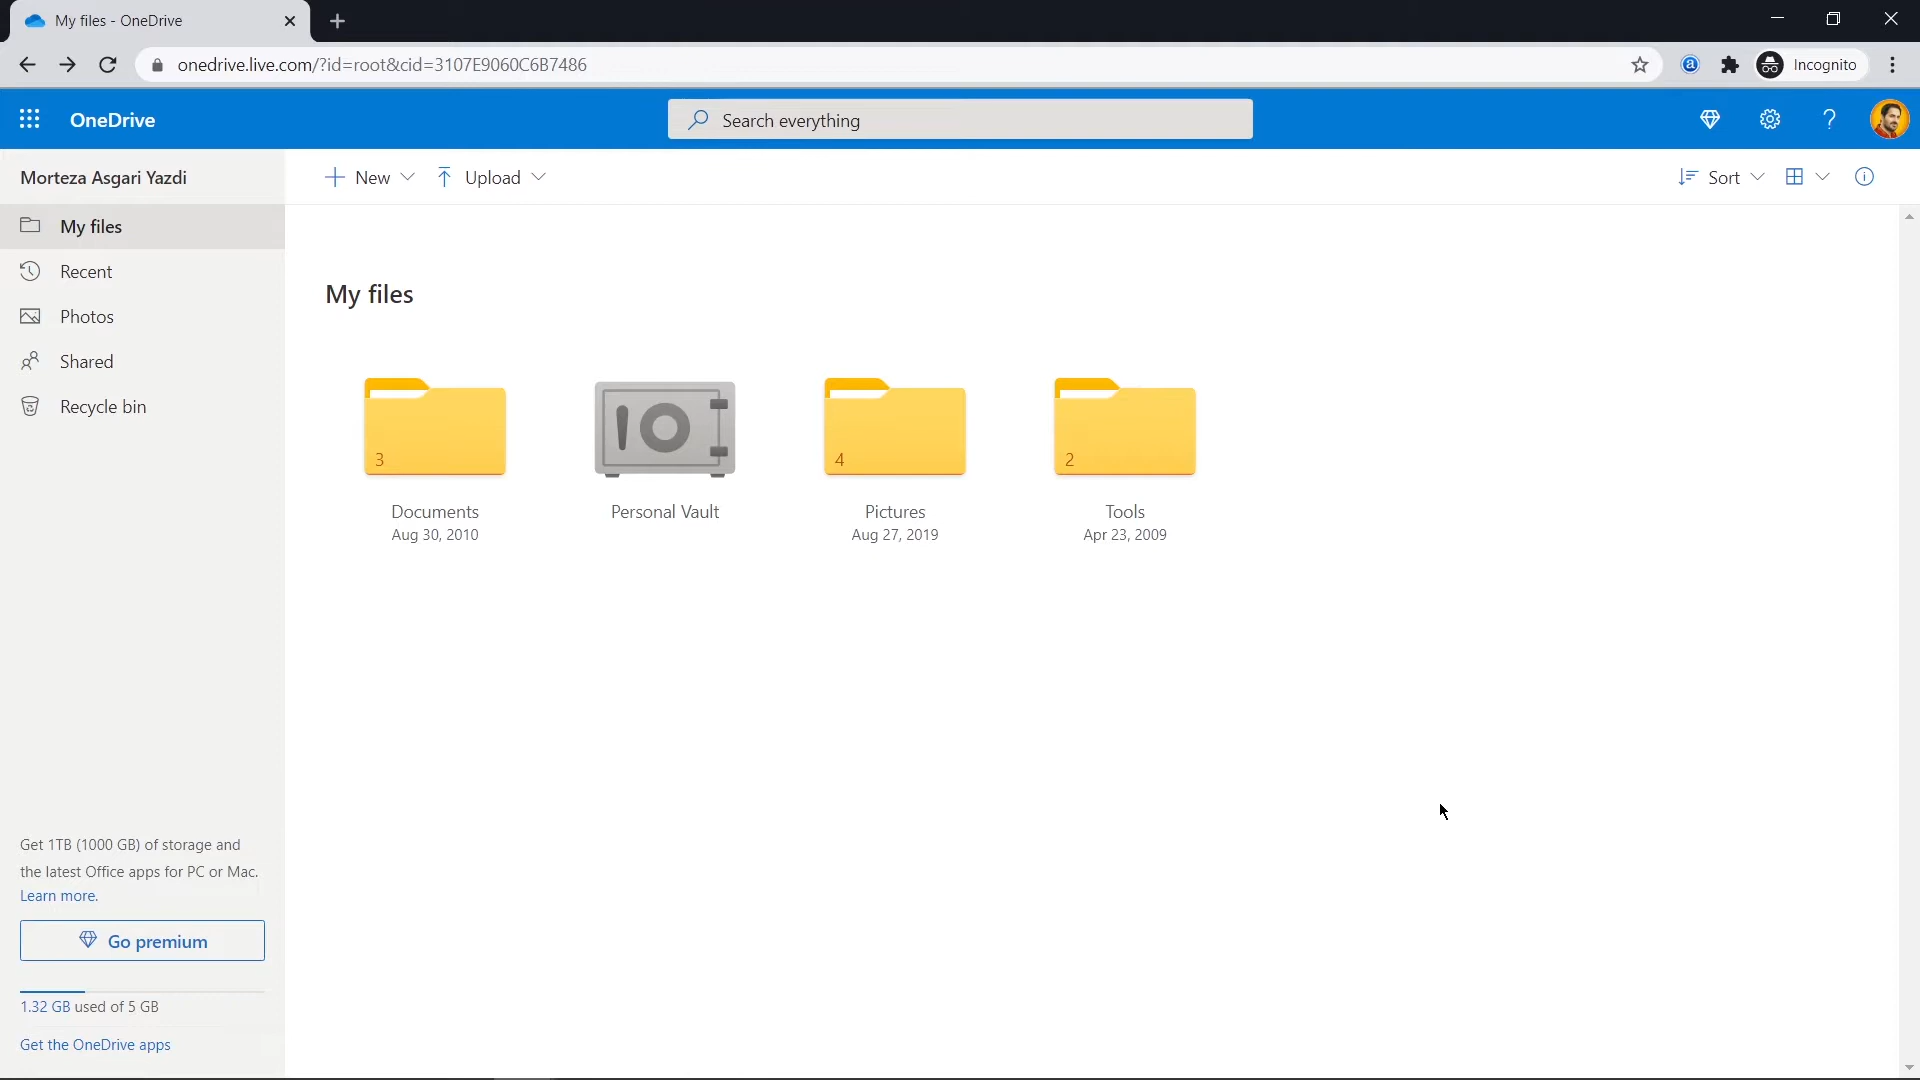 My files - OneDrive
onedrive.live.com/?id=root&cid=3107E9060C6B7486
Incognito
OneDrive
Search everything
Morteza Asgari Yazdi
New
Upload
Sort
My files
Recent
Photos
Shared
Recycle bin
My files
3
4
2
Documents
Personal Vault
Pictures
Tools
Aug 30, 2010
Aug 27, 2019
Apr 23, 2009
Get 1TB (1000 GB) of storage and
the latest Office apps for PC or Mac.
Learn more.
Go premium
1.32 GB used of 5 GB
Get the OneDrive apps